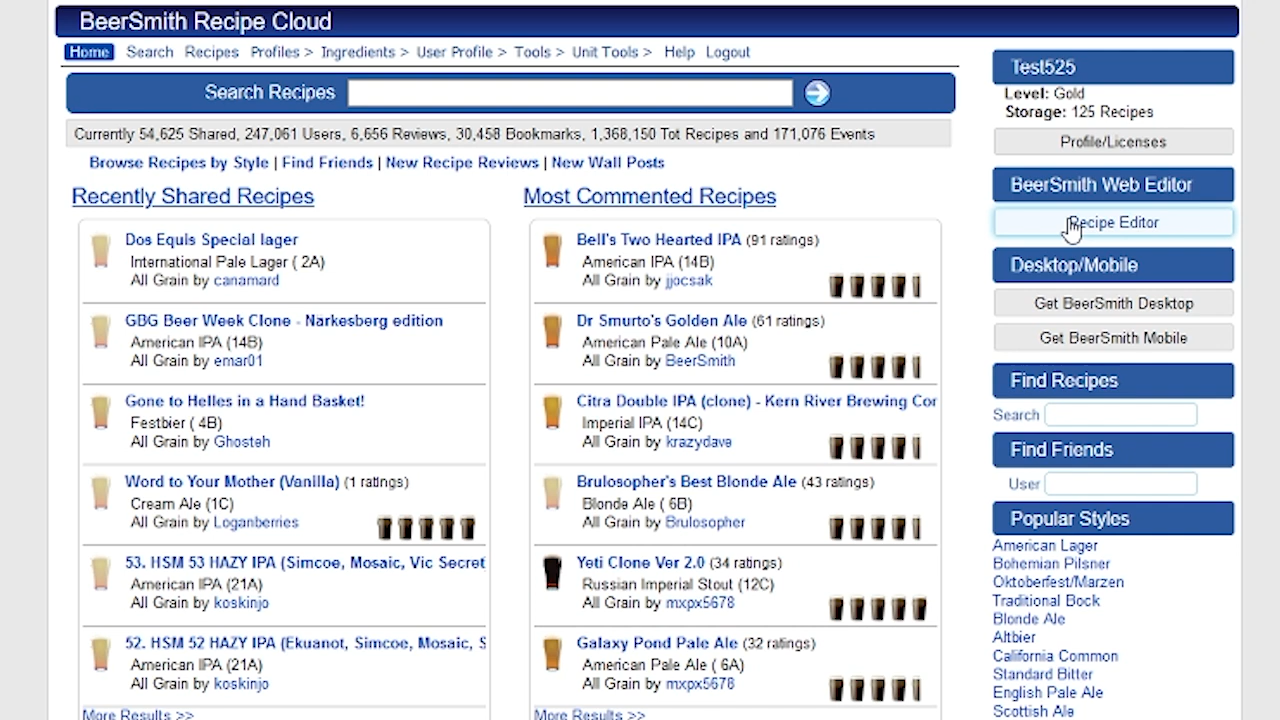 BeerSmith Recipe Cloud
Home Search Recipes Profiles > Ingredients > User Profile > Tools > Unit Tools > Help Logout
Search Recipes
Currently 54,625 Shared, 247,061 Users, 6,656 Reviews, 30,458 Bookmarks, 1,368,150 Tot Recipes and 171,076 Events
Browse Recipes by Style | Find Friends | New Recipe Reviews | New Wall Posts
Recently Shared Recipes
Dos Equis Special lager
International Pale Lager ( 2A)
All Grain by canamard
GBG Beer Week Clone - Narkesberg edition
American IPA (14B)
All Grain by emar01
Gone to Helles in a Hand Basket!
Festbier ( 4B)
All Grain by Ghosteh
Word to Your Mother (Vanilla) (1 ratings)
Cream Ale (1C)
All Grain by Loganberries
53. HSM 53 HAZY IPA (Simcoe, Mosaic, Vic Secret
American IPA (21A)
All Grain by koskinjo
52. HSM 52 HAZY IPA (Ekuanot, Simcoe, Mosaic, S
American IPA (21A)
All Grain by koskinjo
More Results >>
Most Commented Recipes
Bell's Two Hearted IPA (91 ratings)
American IPA (14B)
All Grain by jjocsak
Dr Smurto's Golden Ale (61 ratings)
American Pale Ale (10A)
All Grain by BeerSmith
Citra Double IPA (clone) - Kern River Brewing Cor
Imperial IPA (14C)
All Grain by krazydave
Brulosopher's Best Blonde Ale (43 ratings)
Blonde Ale ( 6B)
All Grain by Brulosopher
Yeti Clone Ver 2.0 (34 ratings)
Russian Imperial Stout (12C)
All Grain by mxpx5678
Galaxy Pond Pale Ale (32 ratings)
American Pale Ale ( 6A)
All Grain by mxpx5678
More Results >>
Test525
Level: Gold
Storage: 125 Recipes
Profile/Licenses
BeerSmith Web Editor
Recipe Editor
Desktop/Mobile
Get BeerSmith Desktop
Get BeerSmith Mobile
Find Recipes
Search
Find Friends
User
Popular Styles
American Lager
Bohemian Pilsner
Oktoberfest/Marzen
Traditional Bock
Blonde Ale
Altbier
California Common
Standard Bitter
English Pale Ale
Scottish Ale